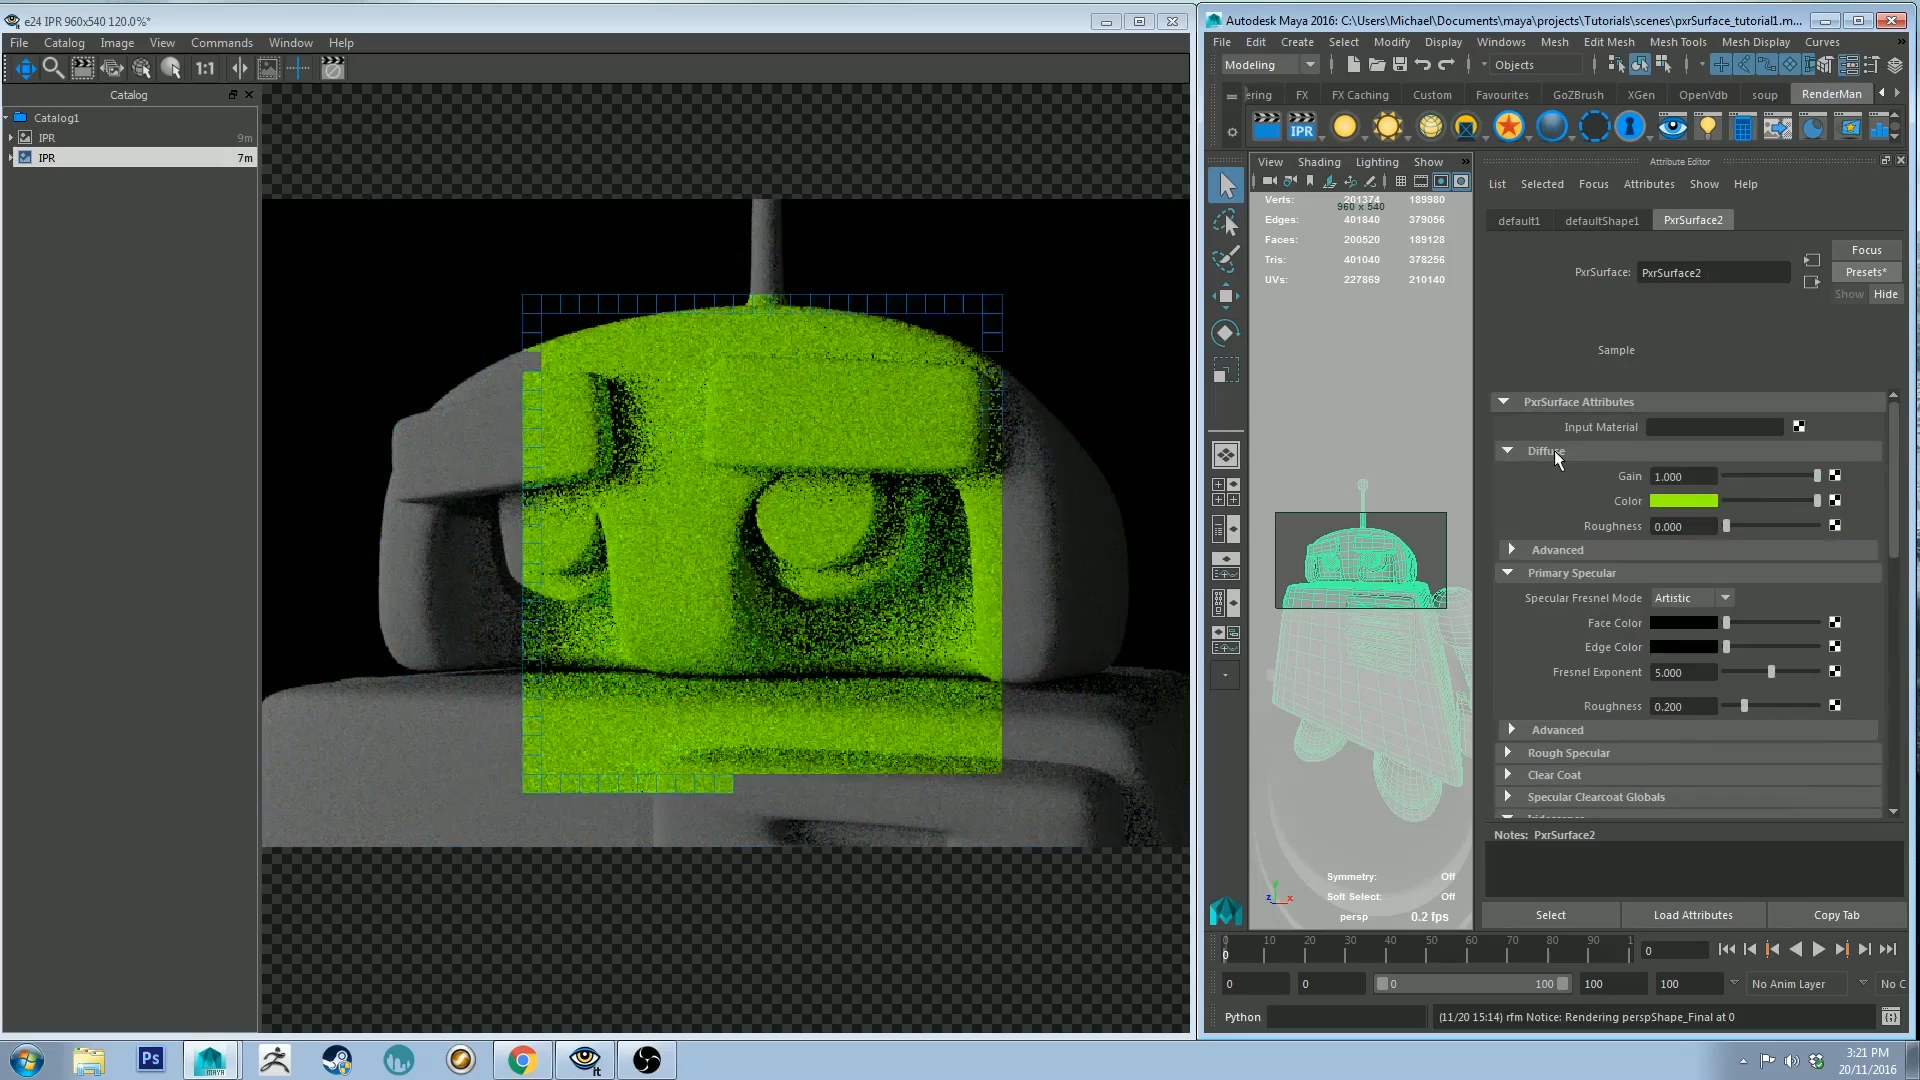 e24 IPR 960x540 120.0%*
File Catalog Image View Commands Window Help
1:1
Catalog
Catalog1
IPR 9m
IPR 7m
Autodesk Maya 2016: C:\Users\Michael\Documents\maya\projects\Tutorials\scenes\pxrSurface_tutorial1.m...
File Edit Create Select Modify Display Windows Mesh Edit Mesh Mesh Tools Mesh Display Curves »
Modeling Objects
ering FX FX Caching Custom Favourites GoZBrush XGen OpenVdb soup RenderMan
IPR
View Shading Lighting Show »
Verts: 201374 189980
960 x 540
Edges: 401840 379056
Faces: 200520 189128
Tris: 401040 378256
UVs: 227869 210140
Symmetry: Off
Soft Select: Off
persp 0.2 fps
z x
Attribute Editor
List Selected Focus Attributes Show Help
default1 defaultShape1 PxrSurface2
Focus
PxrSurface: PxrSurface2
Presets*
Show Hide
Sample
PxrSurface Attributes
Input Material
Diffuse
Gain 1.000
Color
Roughness 0.000
Advanced
Primary Specular
Specular Fresnel Mode Artistic
Face Color
Edge Color
Fresnel Exponent 5.000
Roughness 0.200
Advanced
Rough Specular
Clear Coat
Specular Clearcoat Globals
Iridescence
Notes: PxrSurface2
Select Load Attributes Copy Tab
0 10 20 30 40 50 60 70 80 90 1
0
0
0 0 0 100 100 100 No Anim Layer No C
Python (11/20 15:14) rfm Notice: Rendering perspShape_Final at 0
Ps
MAYA
it
3:21 PM
20/11/2016